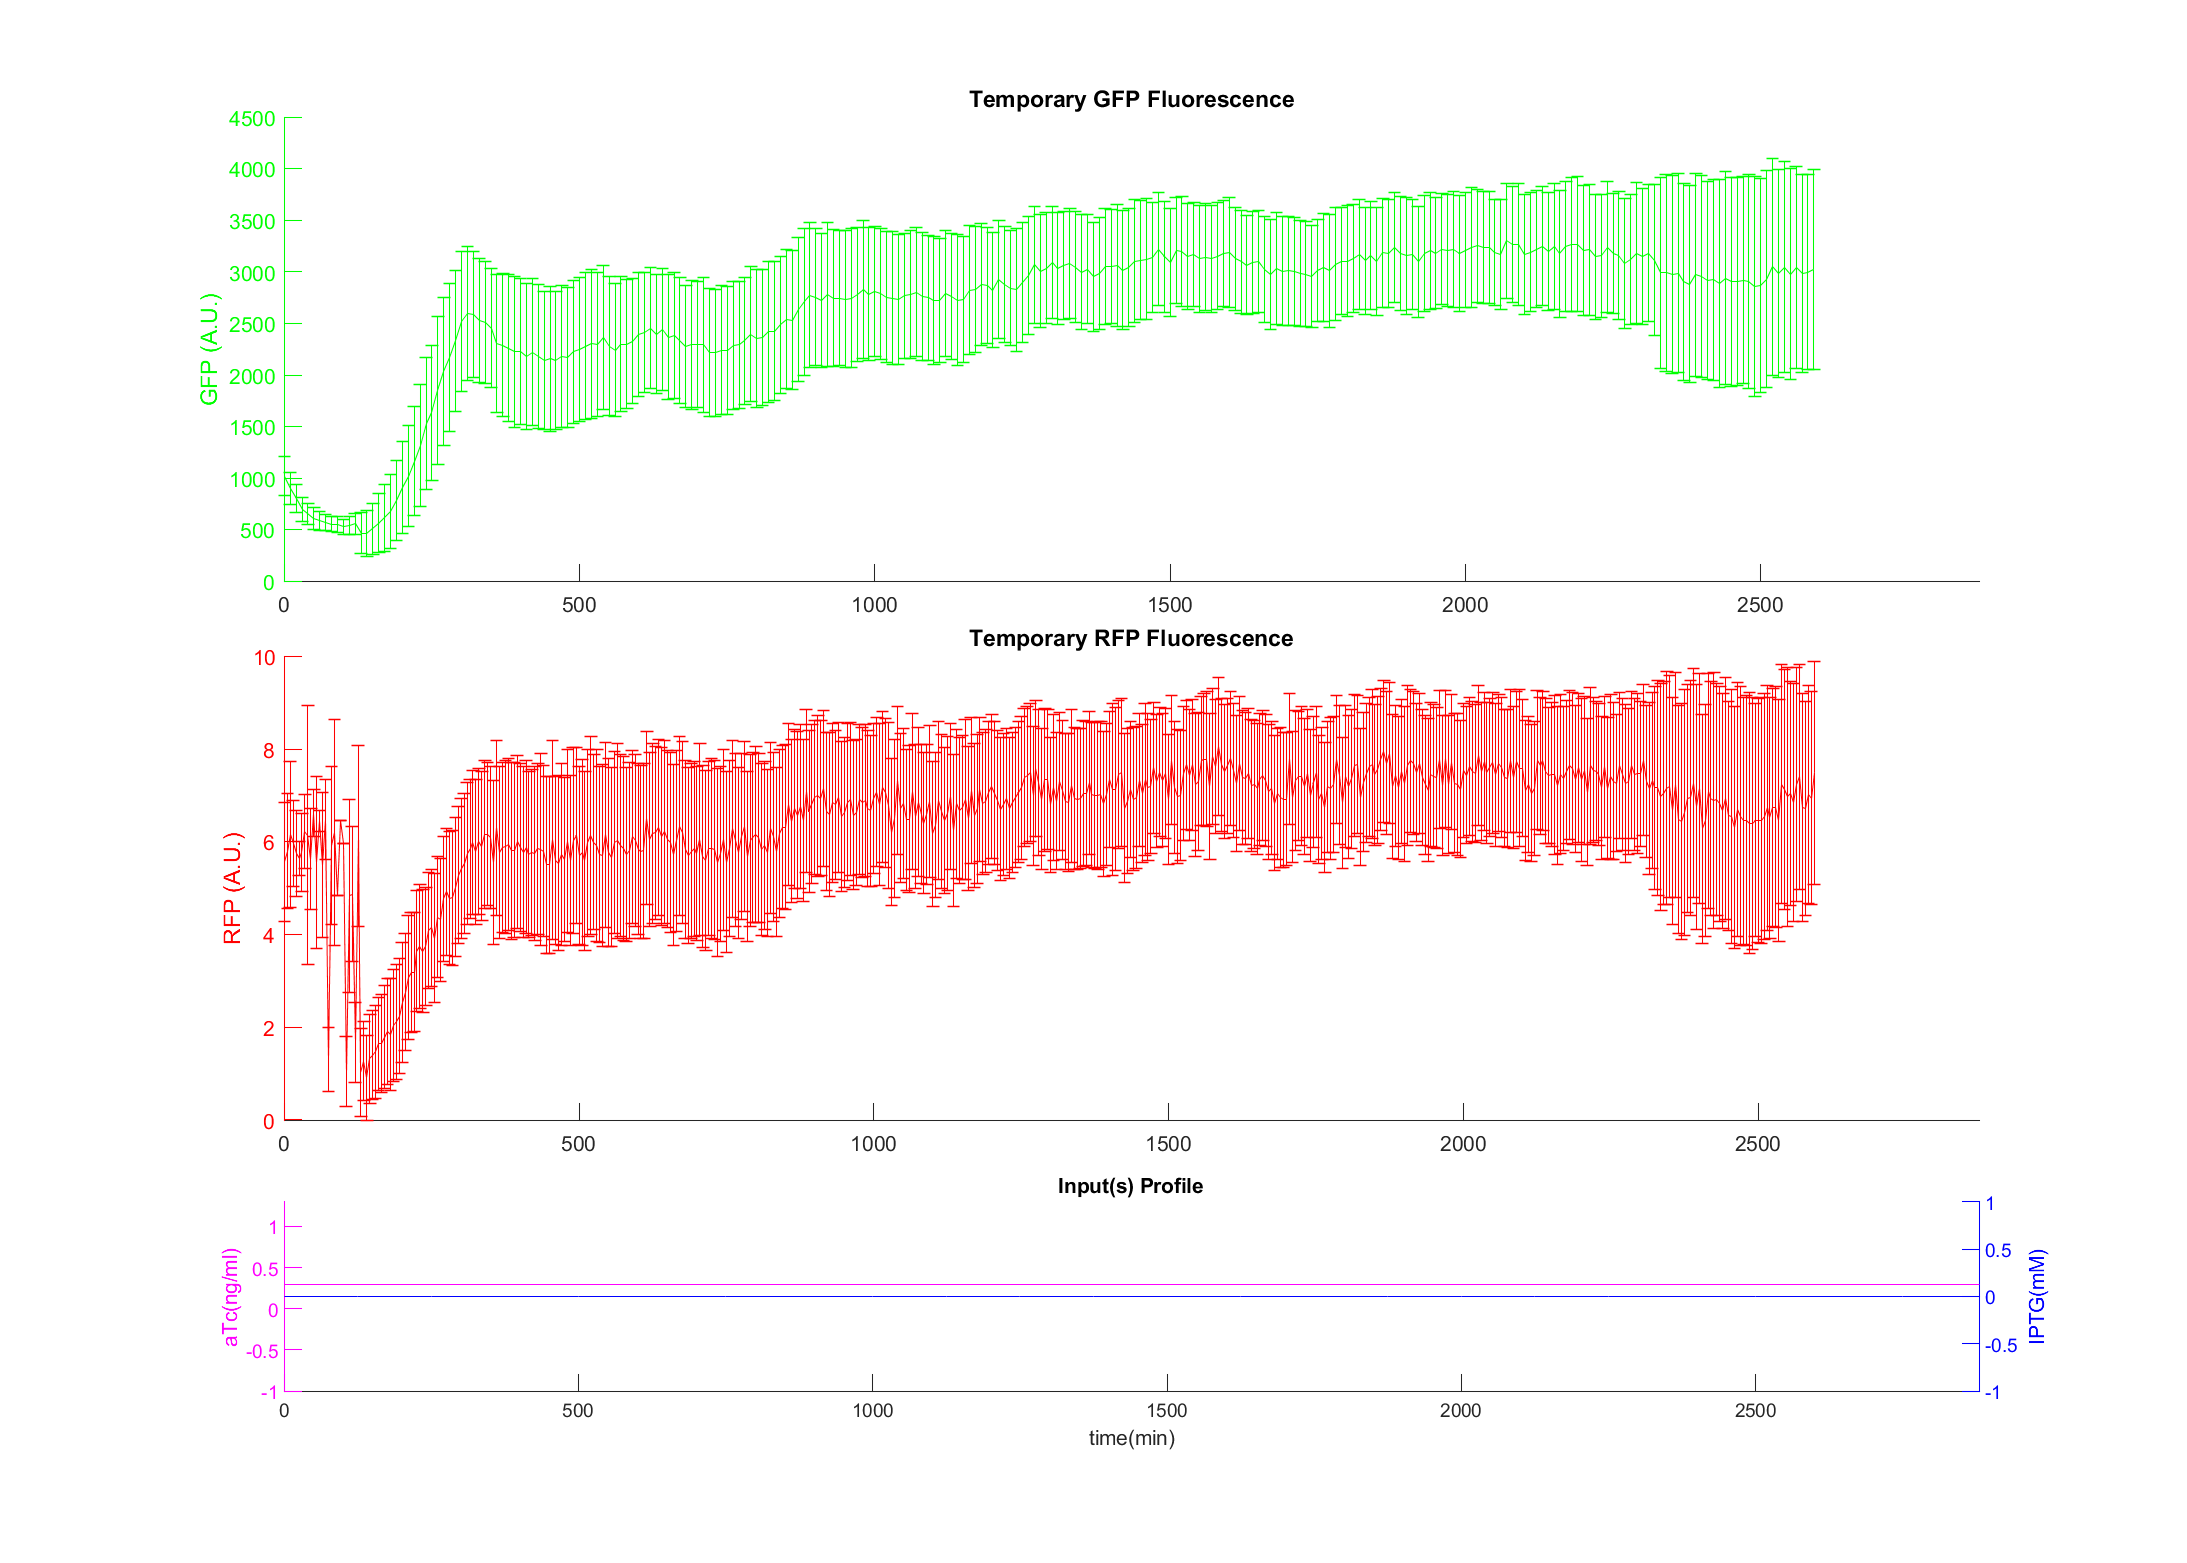 Temporary GFP Fluorescence
4500
4000
3500
3000
2500
2000
1500
1000
500
0
GFP (A.U.)
0 500 1000 1500 2000 2500
Temporary RFP Fluorescence
10
8
6
4
2
0
RFP (A.U.)
0 500 1000 1500 2000 2500
Input(s) Profile
1
0.5
0
-0.5
-1
aTc(ng/ml)
1
0.5
0
-0.5
-1
IPTG(mM)
0 500 1000 1500 2000 2500
time(min)